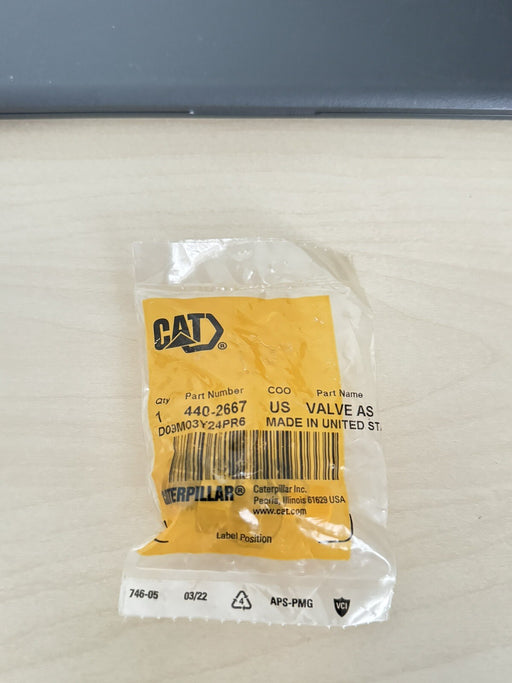 CAT®
Qty Part Number COO Part Name
1 440-2667 US VALVE AS
D09M03Y24PR6 MADE IN UNITED ST
CATERPILLAR® Caterpillar Inc.
Peoria, Illinois 61629 USA
www.cat.com
Label Position
746-05 03/22 4 APS-PMG VCI